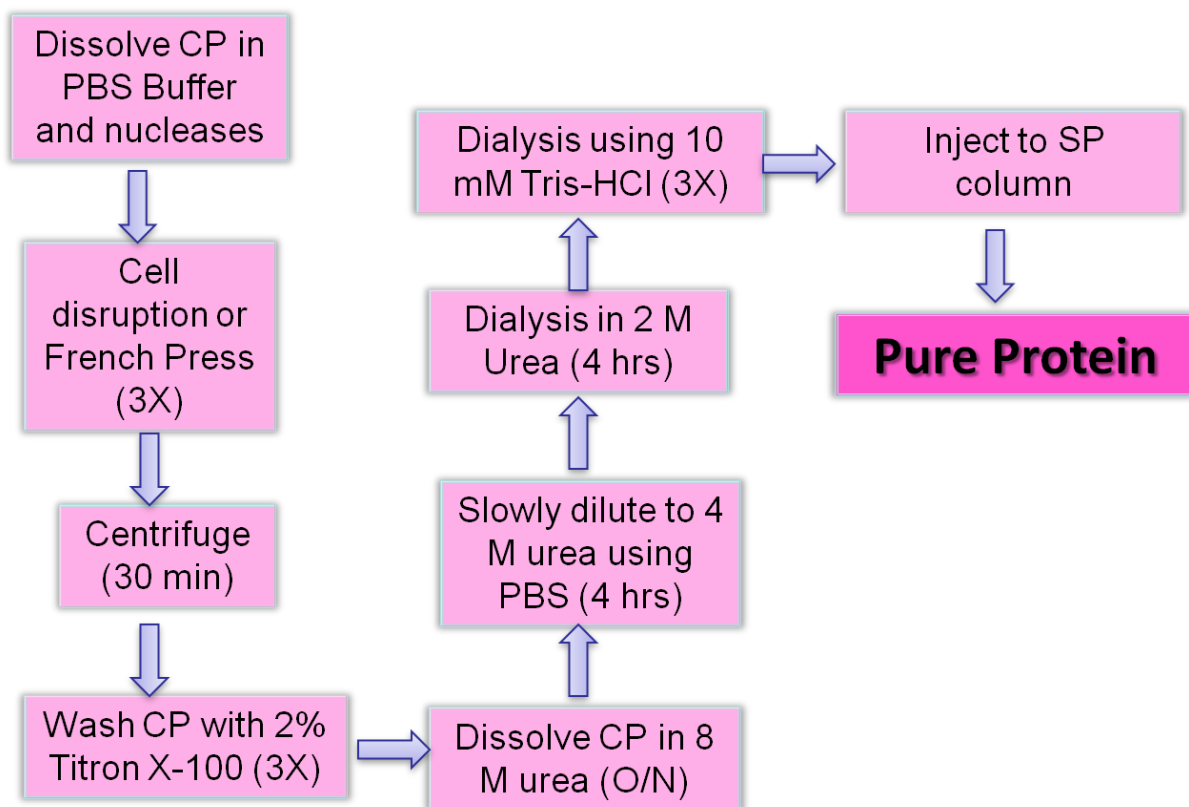 Dissolve CP in
PBS Buffer
and nucleases
Cell
disruption or
French Press
(3X)
Centrifuge
(30 min)
Wash CP with 2%
Titron X-100 (3X)
Dissolve CP in 8
M urea (O/N)
Slowly dilute to 4
M urea using
PBS (4 hrs)
Dialysis in 2 M
Urea (4 hrs)
Dialysis using 10
mM Tris-HCl (3X)
Inject to SP
column
Pure Protein